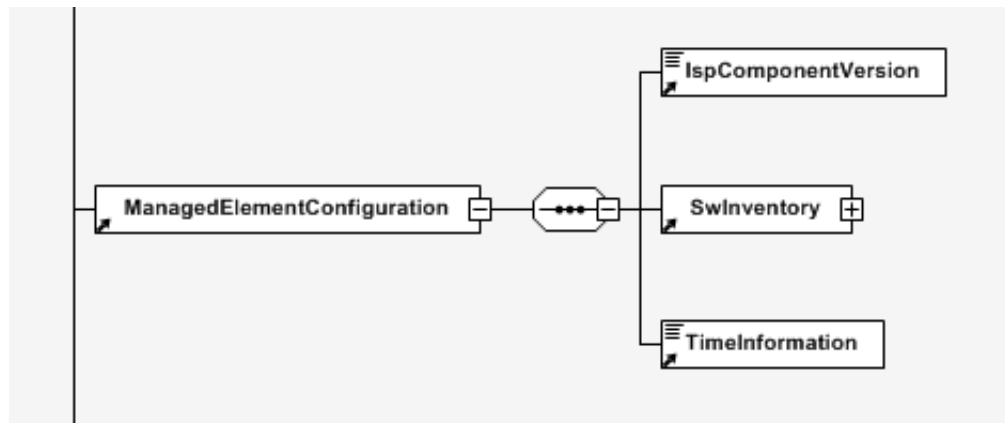 IspComponentVersion
ManagedElementConfiguration
SwInventory
TimeInformation